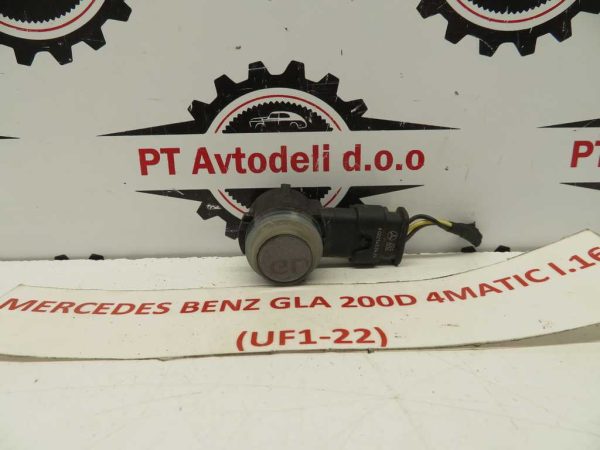 PT Avtodeli d.o.o
MERCEDES BENZ GLA 200D 4MATIC l.16
(UF1-22)